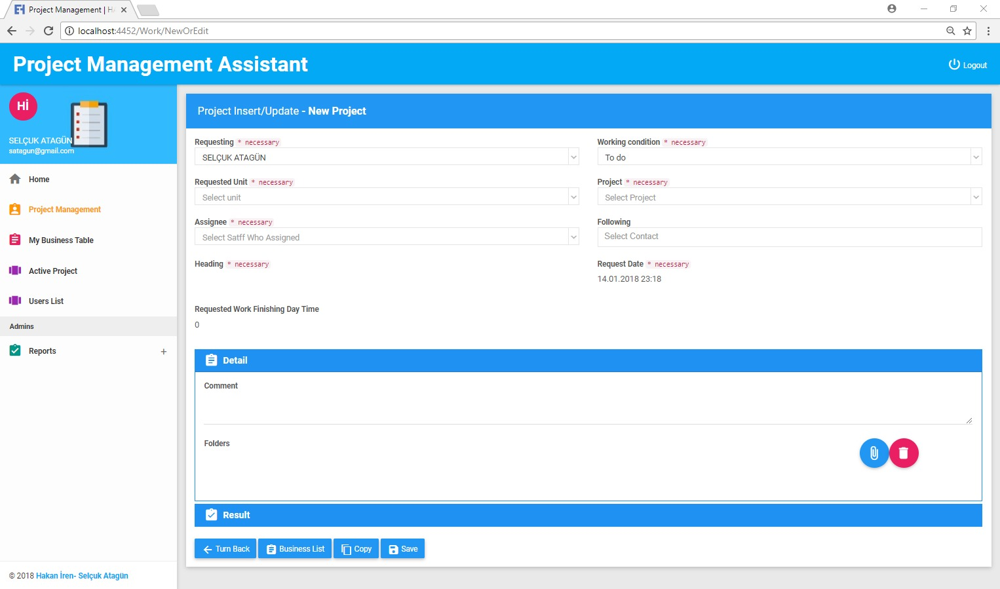 Project Management | H
localhost:4452/Work/NewOrEdit
Project Management Assistant
Logout
Hİ
SELÇUK ATAGÜN
satagun@gmail.com
Home
Project Management
My Business Table
Active Project
Users List
Admins
Reports +
© 2018 Hakan İren- Selçuk Atagün
Project Insert/Update - New Project
Requesting * necessary
SELÇUK ATAGÜN
Working condition * necessary
To do
Requested Unit * necessary
Select unit
Project * necessary
Select Project
Assignee * necessary
Select Satff Who Assigned
Following
Select Contact
Heading * necessary
Request Date * necessary
14.01.2018 23:18
Requested Work Finishing Day Time
0
Detail
Comment
Folders
Result
Turn Back
Business List
Copy
Save